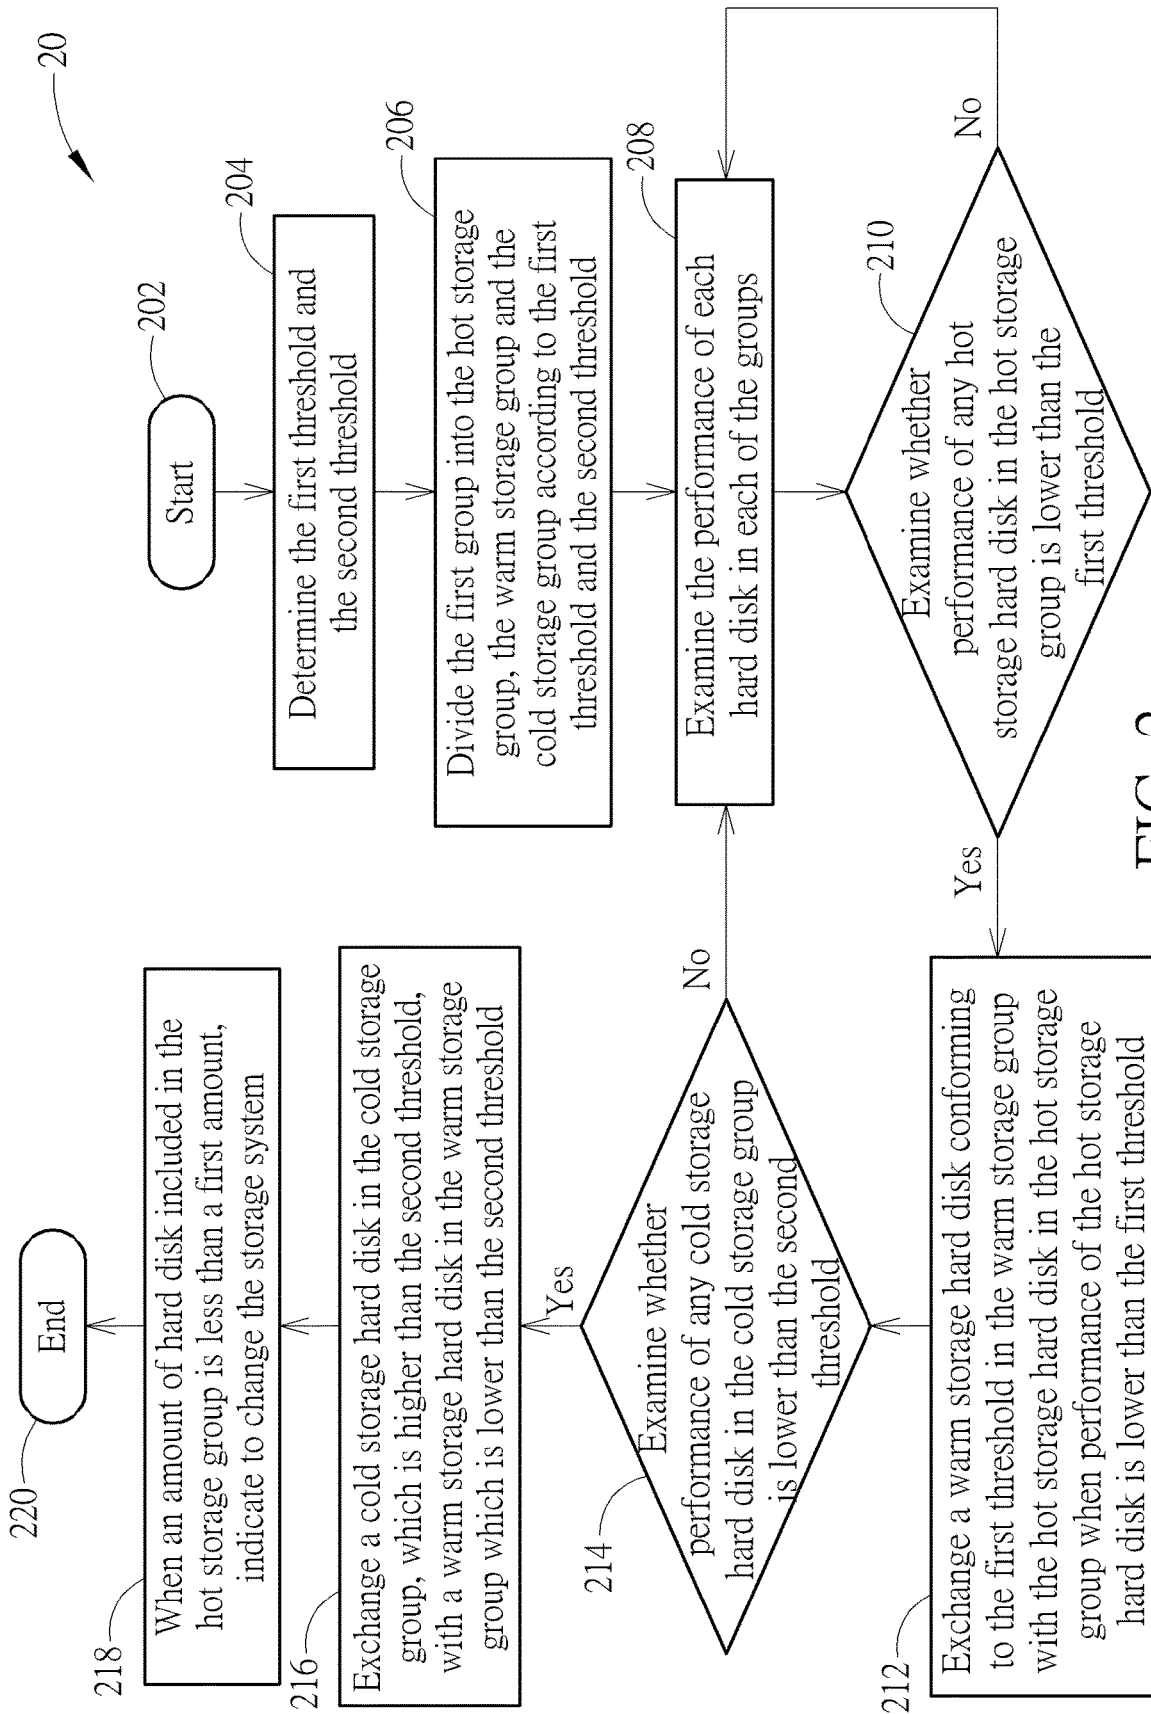 20
202
Start
204
Determine the first threshold and
the second threshold
206
Divide the first group into the hot storage
group, the warm storage group and the
cold storage group according to the first
threshold and the second threshold
208
Examine the performance of each
hard disk in each of the groups
210
Examine whether
performance of any hot
storage hard disk in the hot storage
group is lower than the
first threshold
No
Yes
212
Exchange a warm storage hard disk conforming
to the first threshold in the warm storage group
with the hot storage hard disk in the hot storage
group when performance of the hot storage
hard disk is lower than the first threshold
214
Examine whether
performance of any cold storage
hard disk in the cold storage group
is lower than the second
threshold
No
Yes
216
Exchange a cold storage hard disk in the cold storage
group, which is higher than the second threshold,
with a warm storage hard disk in the warm storage
group which is lower than the second threshold
218
When an amount of hard disk included in the
hot storage group is less than a first amount,
indicate to change the storage system
220
End